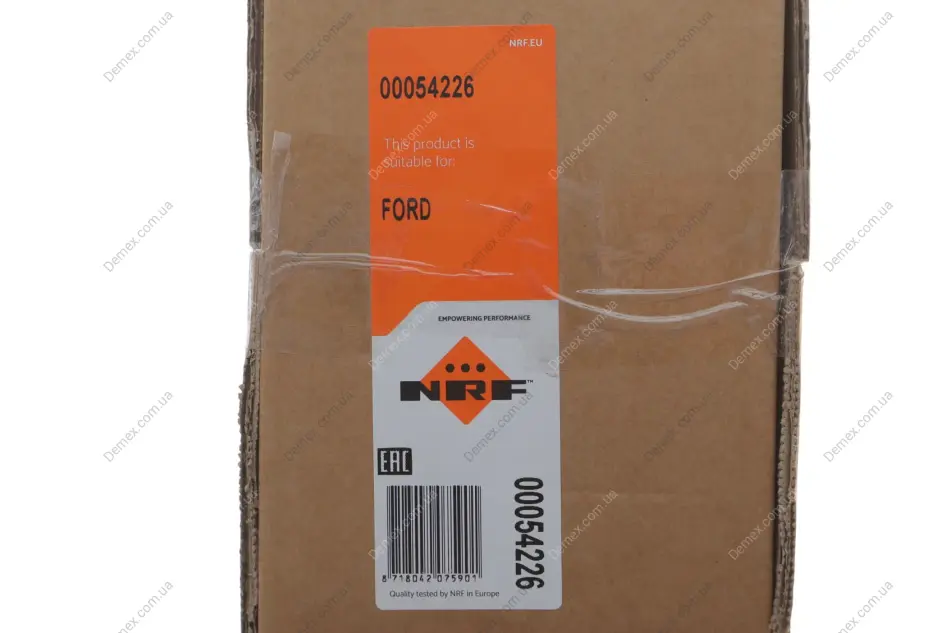 NRF.EU
00054226
This product is
suitable for:
FORD
EMPOWERING PERFORMANCE
NRF™
EAC
00054226
8 718042 075901
Quality tested by NRF in Europe
Demex.com.ua